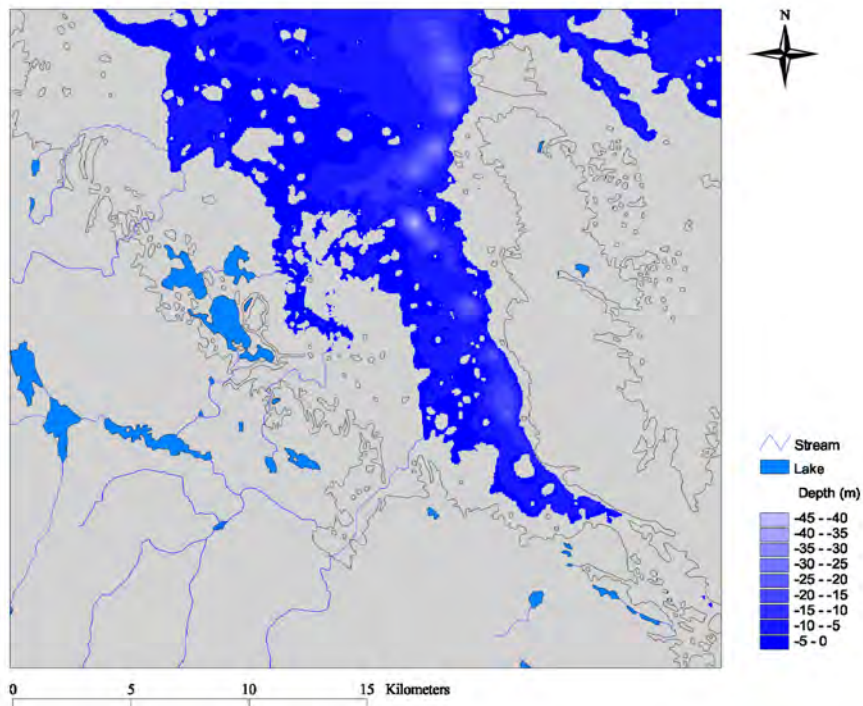 N
Stream
Lake
Depth (m)
-45 - -40
-40 - -35
-35 - -30
-30 - -25
-25 - -20
-20 - -15
-15 - -10
-10 - -5
-5 - 0
0 5 10 15 Kilometers